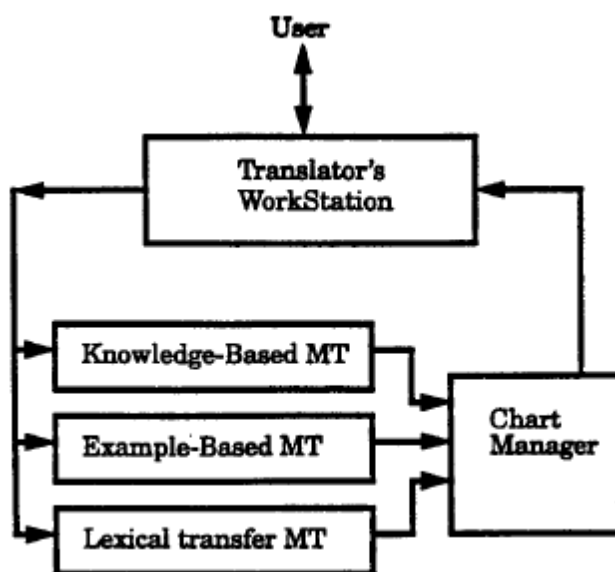 User
Translator's
WorkStation
Knowledge-Based MT
Example-Based MT
Lexical transfer MT
Chart
Manager